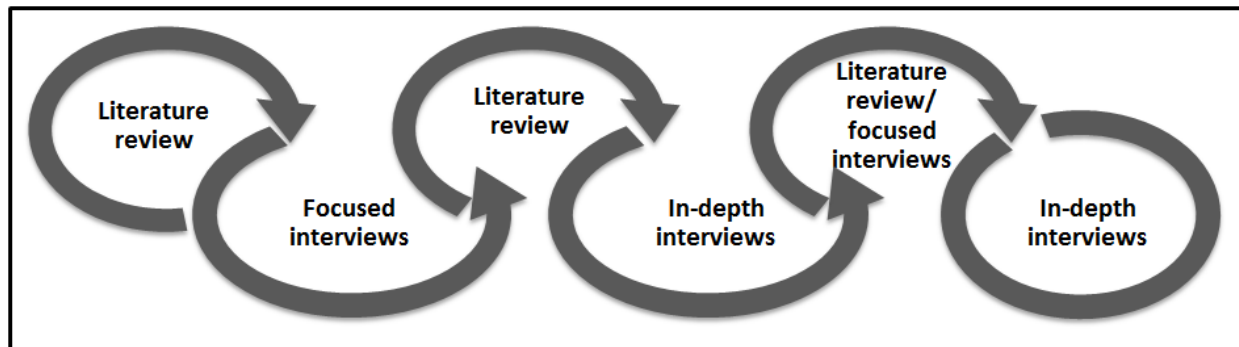 Literature
review
Focused
interviews
Literature
review
In-depth
interviews
Literature
review/
focused
interviews
In-depth
interviews